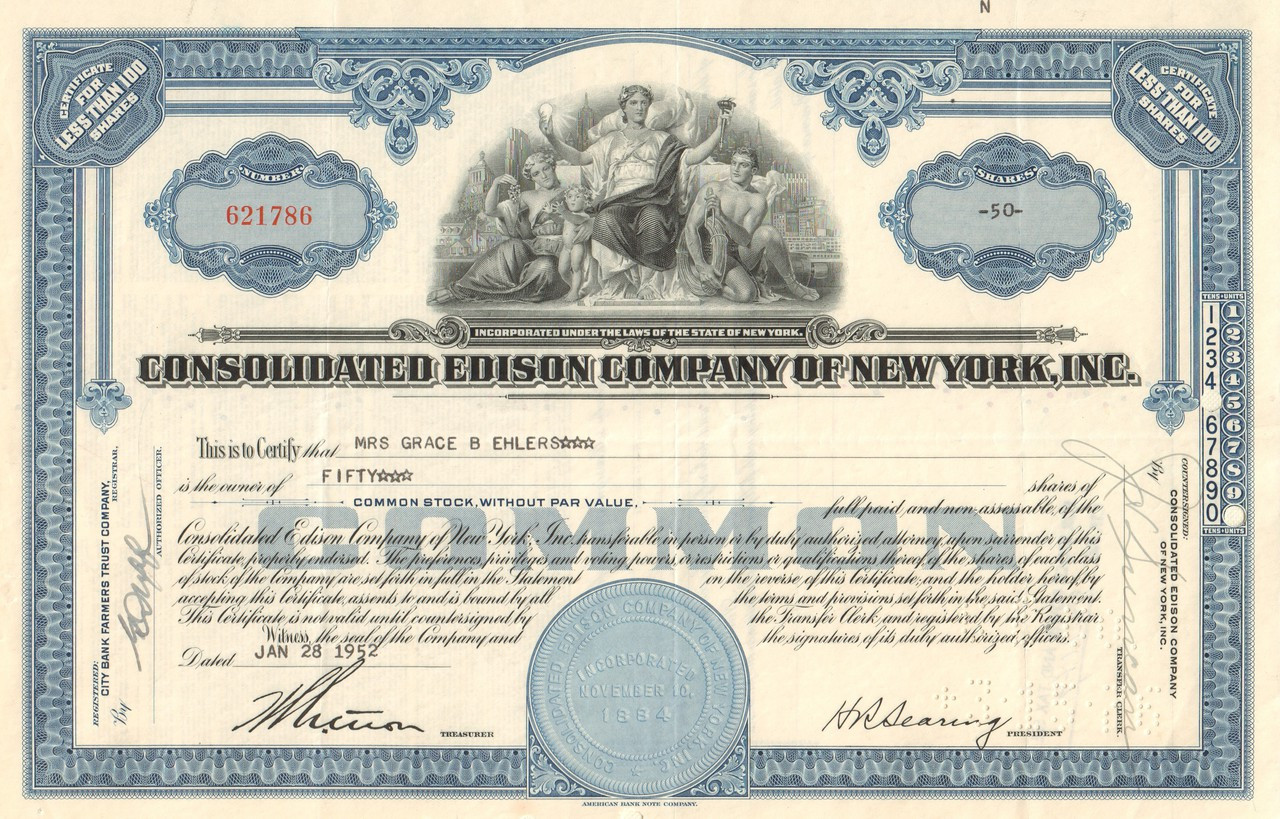 N
CERTIFICATE
FOR
LESS THAN 100
SHARES
CERTIFICATE
FOR
LESS THAN 100
SHARES
NUMBER
621786
SHARES
-50-
INCORPORATED UNDER THE LAWS OF THE STATE OF NEW YORK.
CONSOLIDATED EDISON COMPANY OF NEW YORK, INC.
TENS UNITS
1 1
2 2
3 3
4 4
5
6 6
7 7
8 8
9 9
0
TENS UNITS
This is to Certify that MRS GRACE B EHLERS☆☆☆
is the owner of FIFTY☆☆☆ shares of
COMMON STOCK, WITHOUT PAR VALUE,
COMMON
full paid and non-assessable, of the
Consolidated Edison Company of New York, Inc. transferable in person or by duly authorized attorney upon surrender of this
Certificate properly endorsed. The preferences privileges and voting powers, or restrictions or qualifications thereof, of the shares of each class
of stock of the Company are set forth in full in the Statement on the reverse of this Certificate, and the holder hereof, by
accepting this Certificate, assents to and is bound by all the terms and provisions set forth in the said Statement.
This Certificate is not valid until countersigned by the Transfer Clerk and registered by the Registrar.
Witness, the seal of the Company and the signatures of its duly authorized officers.
Dated JAN 28 1952
TREASURER
HR Searing
PRESIDENT
CONSOLIDATED EDISON COMPANY OF NEW YORK, INC.
INCORPORATED
NOVEMBER 10,
1884
REGISTERED:
CITY BANK FARMERS TRUST COMPANY,
REGISTRAR.
By
AUTHORIZED OFFICER.
COUNTERSIGNED:
CONSOLIDATED EDISON COMPANY
OF NEW YORK, INC.
By
TRANSFER CLERK.
AMERICAN BANK NOTE COMPANY.